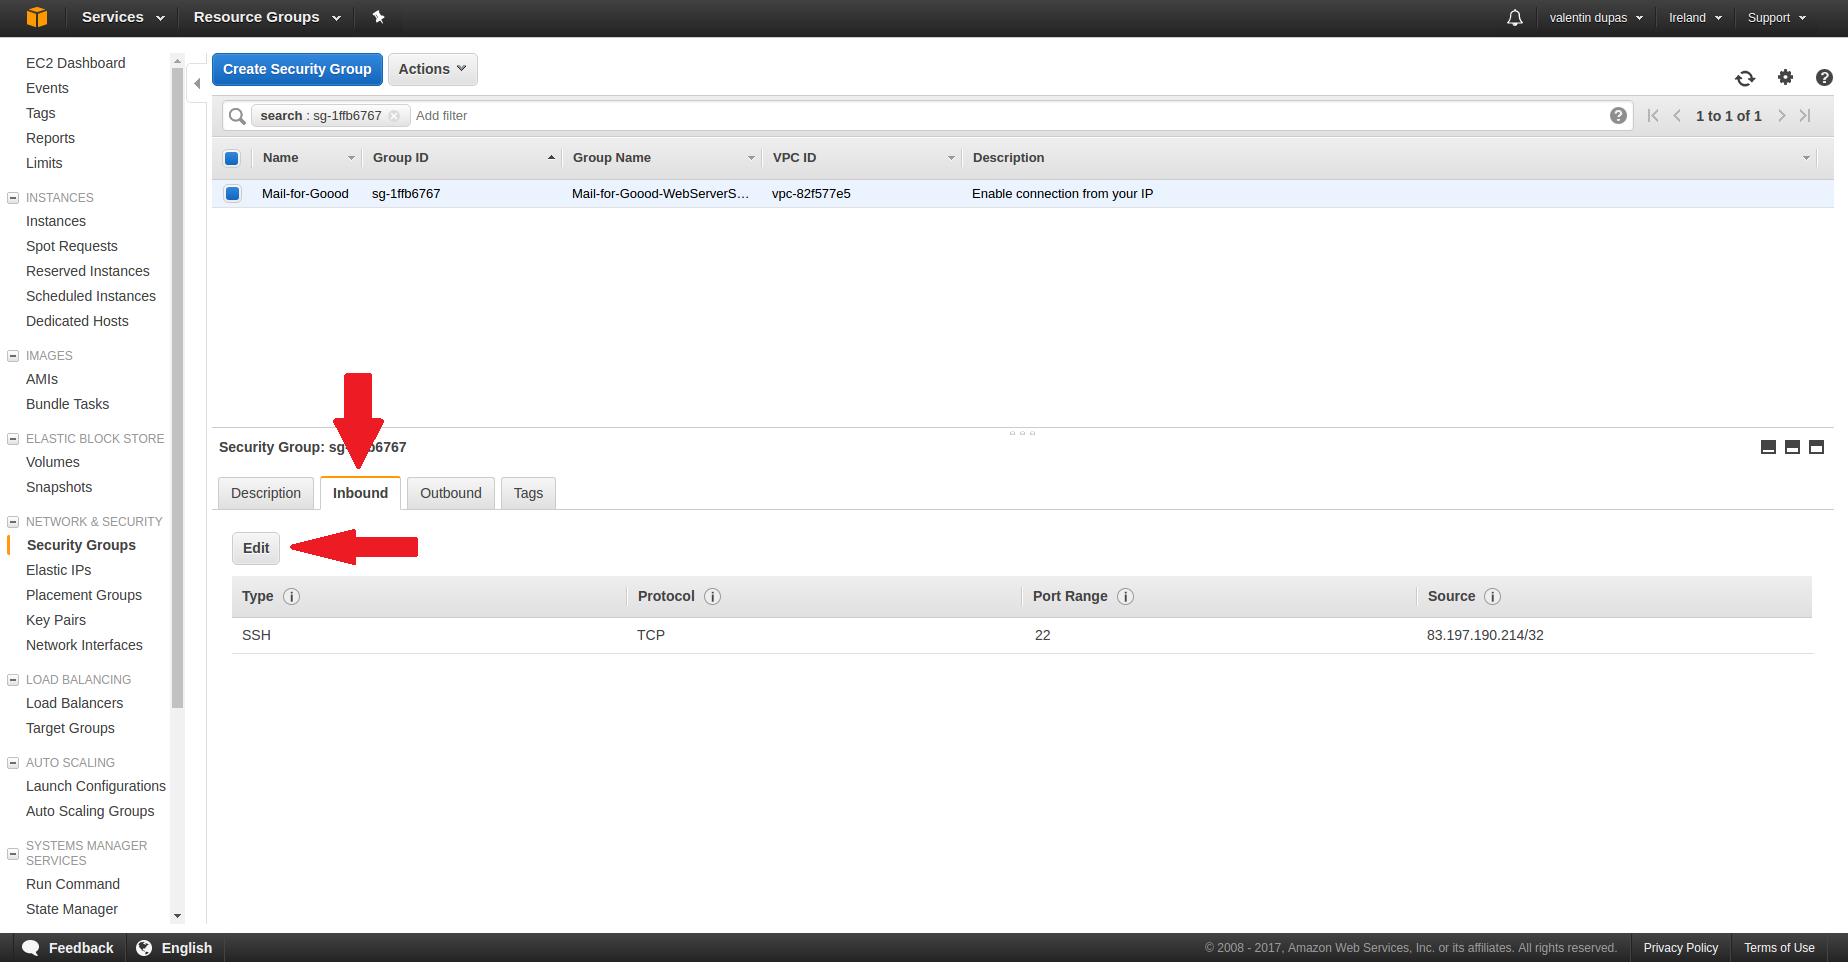 Services Resource Groups valentin dupas Ireland Support
EC2 Dashboard
Events
Tags
Reports
Limits
INSTANCES
Instances
Spot Requests
Reserved Instances
Scheduled Instances
Dedicated Hosts
IMAGES
AMIs
Bundle Tasks
ELASTIC BLOCK STORE
Volumes
Snapshots
NETWORK & SECURITY
Security Groups
Elastic IPs
Placement Groups
Key Pairs
Network Interfaces
LOAD BALANCING
Load Balancers
Target Groups
AUTO SCALING
Launch Configurations
Auto Scaling Groups
SYSTEMS MANAGER
SERVICES
Run Command
State Manager
Create Security Group Actions
search : sg-1ffb6767 Add filter 1 to 1 of 1
Name Group ID Group Name VPC ID Description
Mail-for-Goood sg-1ffb6767 Mail-for-Goood-WebServerS... vpc-82f577e5 Enable connection from your IP
Security Group: sg-1ffb6767
Description Inbound Outbound Tags
Edit
Type Protocol Port Range Source
SSH TCP 22 83.197.190.214/32
Feedback English © 2008 - 2017, Amazon Web Services, Inc. or its affiliates. All rights reserved. Privacy Policy Terms of Use